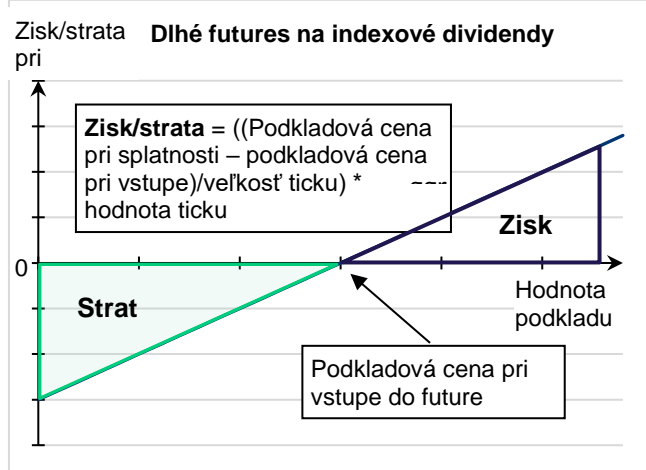 Zisk/strata
pri
Dlhé futures na indexové dividendy
Zisk/strata = ((Podkladová cena
pri splatnosti – podkladová cena
pri vstupe)/veľkosť ticku) *
hodnota ticku
Zisk
0
Strat
Hodnota
podkladu
Podkladová cena pri
vstupe do future